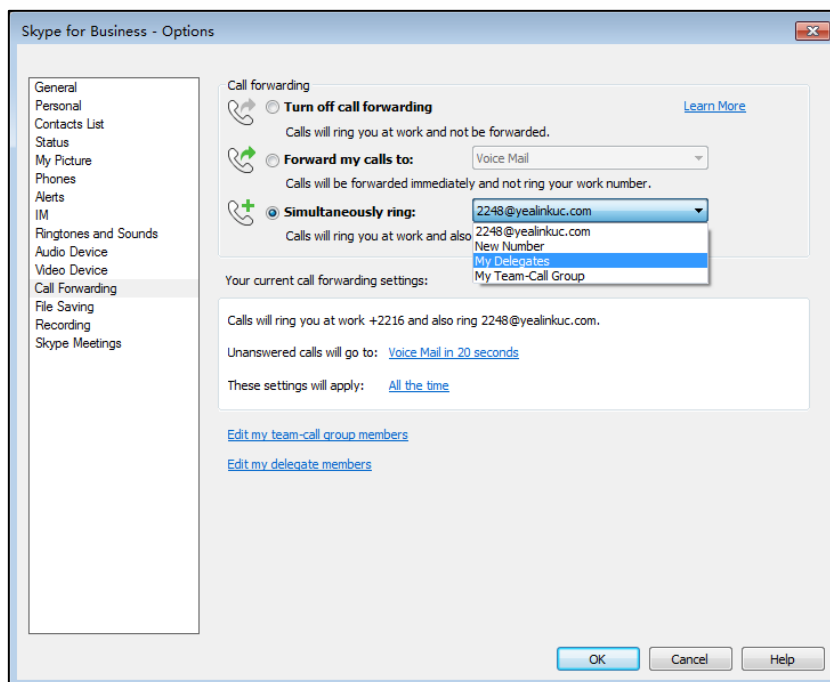 Skype for Business - Options
General
Personal
Contacts List
Status
My Picture
Phones
Alerts
IM
Ringtones and Sounds
Audio Device
Video Device
Call Forwarding
File Saving
Recording
Skype Meetings
Call forwarding
Turn off call forwarding
Learn More
Calls will ring you at work and not be forwarded.
Forward my calls to:
Voice Mail
Calls will be forwarded immediately and not ring your work number.
Simultaneously ring:
2248@yealinkuc.com
Calls will ring you at work and also
2248@yealinkuc.com
New Number
My Delegates
My Team-Call Group
Your current call forwarding settings:
Calls will ring you at work +2216 and also ring 2248@yealinkuc.com.
Unanswered calls will go to: Voice Mail in 20 seconds
These settings will apply: All the time
Edit my team-call group members
Edit my delegate members
OK
Cancel
Help